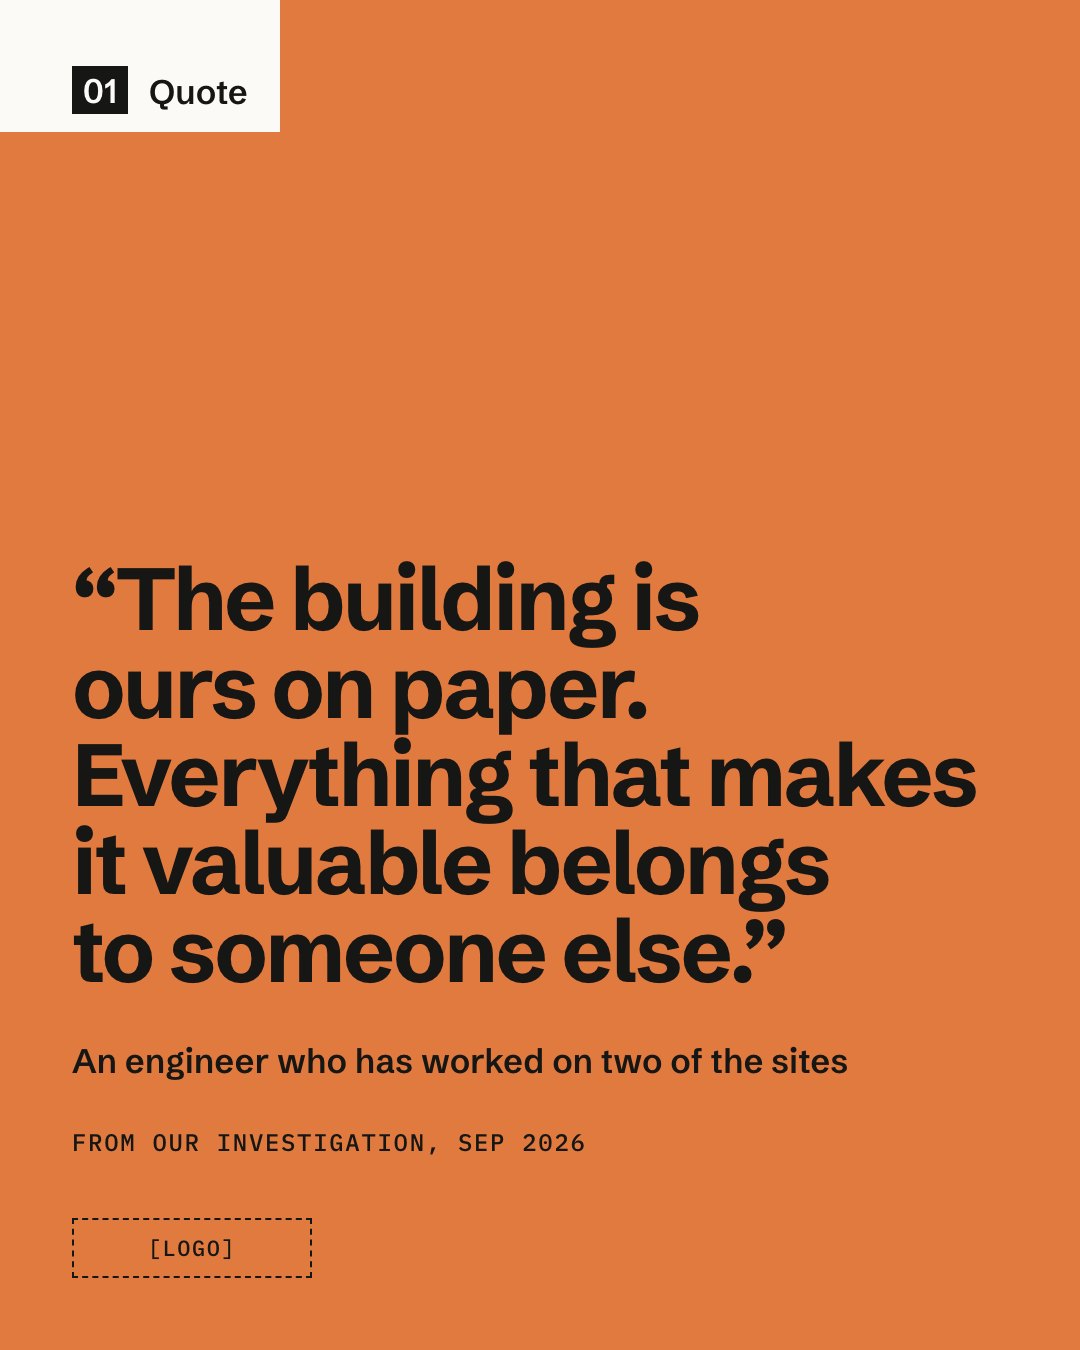 01 Quote
“The building is
ours on paper.
Everything that makes
it valuable belongs
to someone else.”
An engineer who has worked on two of the sites
FROM OUR INVESTIGATION, SEP 2026
[LOGO]